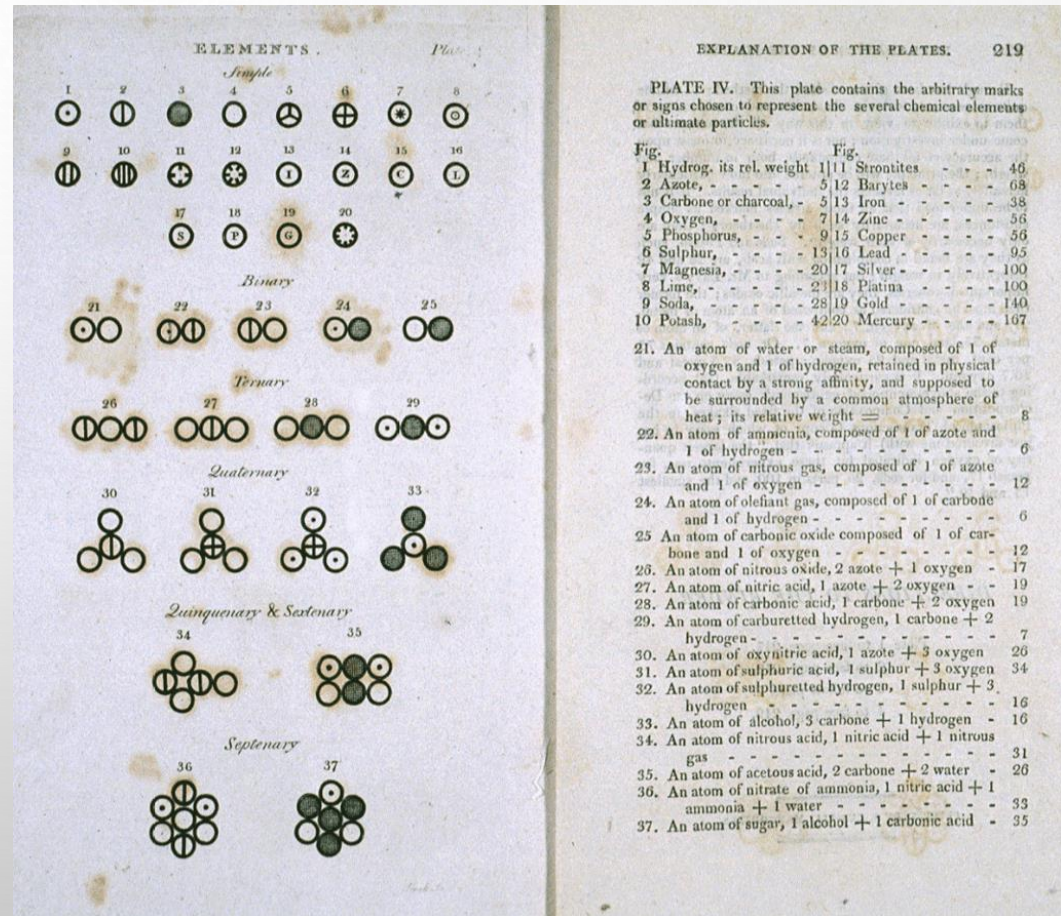 ELEMENTS.
Plate
Simple
1 2 3 4 5 6 7 8
9 10 11 12 13 14 15 16
I Z C L
17 18 19 20
S P G
Binary
21 22 23 24 25
Ternary
26 27 28 29
Quaternary
30 31 32 33
Quinquenary & Sextenary
34 35
Septenary
36 37
EXPLANATION OF THE PLATES. 219
PLATE IV. This plate contains the arbitrary marks
or signs chosen to represent the several chemical elements
or ultimate particles.
Fig. Fig.
1 Hydrog. its rel. weight 1 11 Strontites - - - 46
2 Azote, - - - - 5 12 Barytes - - - 68
3 Carbone or charcoal, - 5 13 Iron - - - - 38
4 Oxygen, - - - - 7 14 Zinc - - - - 56
5 Phosphorus, - - - 9 15 Copper - - - 56
6 Sulphur, - - - - 13 16 Lead - - - - 95
7 Magnesia, - - - - 20 17 Silver - - - - 100
8 Lime, - - - - 23 18 Platina - - - 100
9 Soda, - - - - 28 19 Gold - - - - 140
10 Potash, - - - - 42 20 Mercury - - - 167
21. An atom of water or steam, composed of 1 of
oxygen and 1 of hydrogen, retained in physical
contact by a strong affinity, and supposed to
be surrounded by a common atmosphere of
heat; its relative weight = - - - - 8
22. An atom of ammonia, composed of 1 of azote and
1 of hydrogen - - - - - - - - 6
23. An atom of nitrous gas, composed of 1 of azote
and 1 of oxygen - - - - - - - 12
24. An atom of olefiant gas, composed of 1 of carbone
and 1 of hydrogen - - - - - - - 6
25 An atom of carbonic oxide composed of 1 of car-
bone and 1 of oxygen - - - - - - 12
26. An atom of nitrous oxide, 2 azote + 1 oxygen - 17
27. An atom of nitric acid, 1 azote + 2 oxygen - - 19
28. An atom of carbonic acid, 1 carbone + 2 oxygen 19
29. An atom of carburetted hydrogen, 1 carbone + 2
hydrogen - - - - - - - - - 7
30. An atom of oxynitric acid, 1 azote + 3 oxygen 26
31. An atom of sulphuric acid, 1 sulphur + 3 oxygen 34
32. An atom of sulphuretted hydrogen, 1 sulphur + 3
hydrogen - - - - - - - - - 16
33. An atom of alcohol, 3 carbone + 1 hydrogen - 16
34. An atom of nitrous acid, 1 nitric acid + 1 nitrous
gas - - - - - - - - - - 31
35. An atom of acetous acid, 2 carbone + 2 water - 26
36. An atom of nitrate of ammonia, 1 nitric acid + 1
ammonia + 1 water - - - - - - 33
37. An atom of sugar, 1 alcohol + 1 carbonic acid - 35